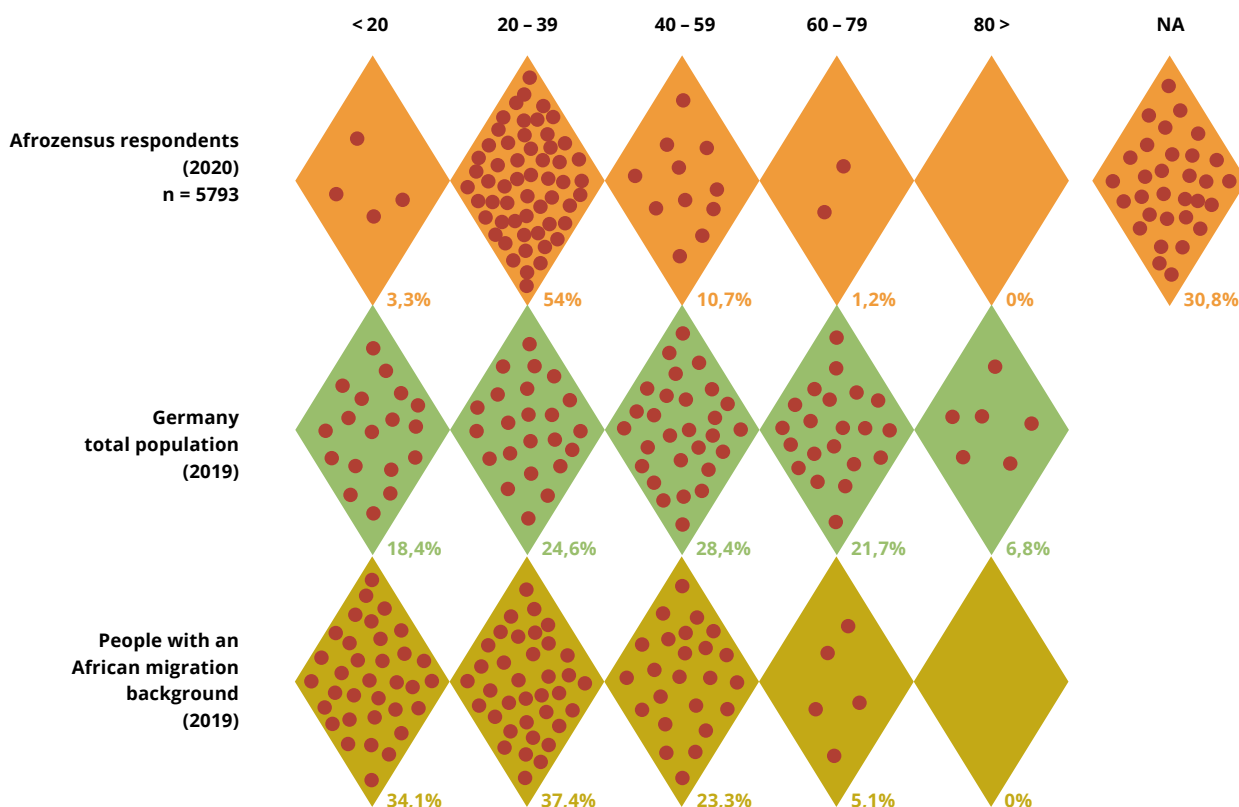 < 20 20 – 39 40 – 59 60 – 79 80 > NA
Afrozensus respondents
(2020)
n = 5793
3,3% 54% 10,7% 1,2% 0% 30,8%
Germany
total population
(2019)
18,4% 24,6% 28,4% 21,7% 6,8%
People with an
African migration
background
(2019)
34,1% 37,4% 23,3% 5,1% 0%